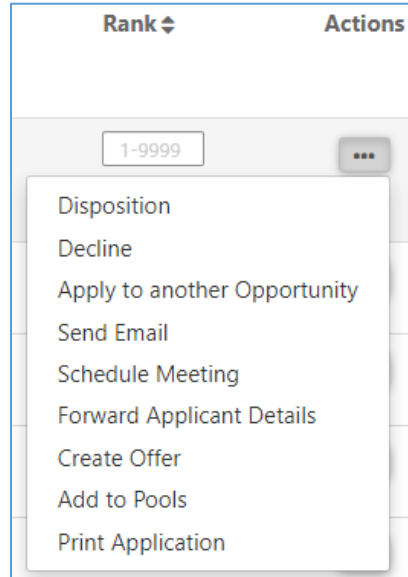 Rank Actions
1-9999
Disposition
Decline
Apply to another Opportunity
Send Email
Schedule Meeting
Forward Applicant Details
Create Offer
Add to Pools
Print Application